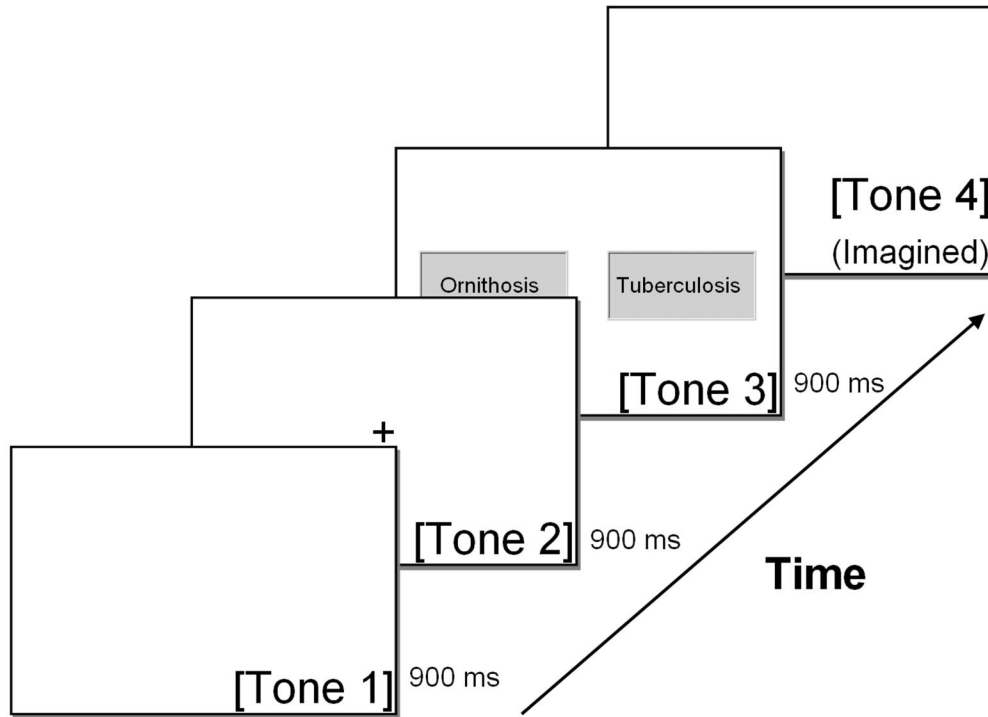 [Tone 4]
(Imagined)
Ornithosis
Tuberculosis
[Tone 3]
900 ms
+
[Tone 2]
900 ms
Time
[Tone 1]
900 ms